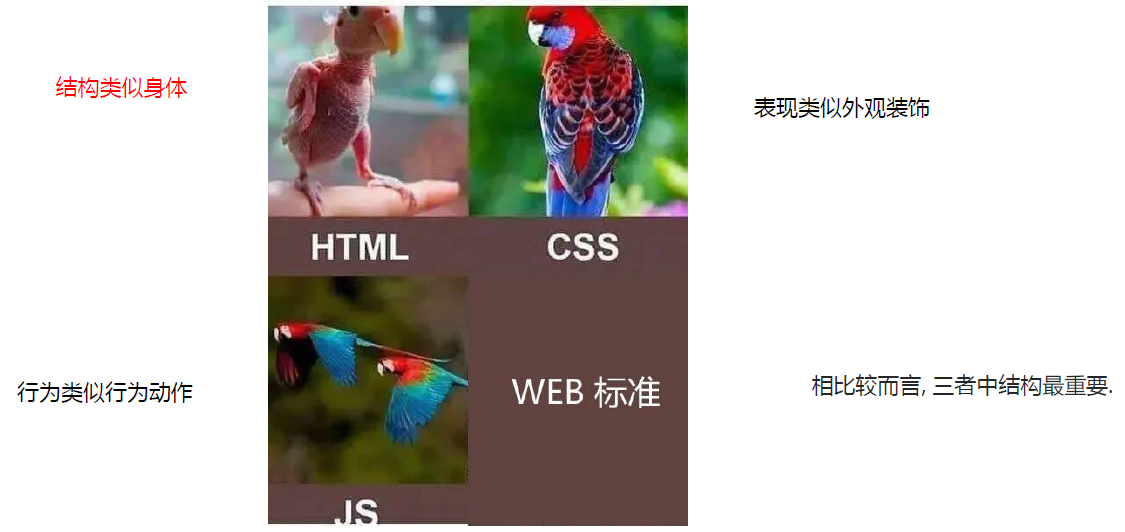 结构类似身体
表现类似外观装饰
HTML
CSS
行为类似行为动作
WEB 标准
相比较而言, 三者中结构最重要.
JS